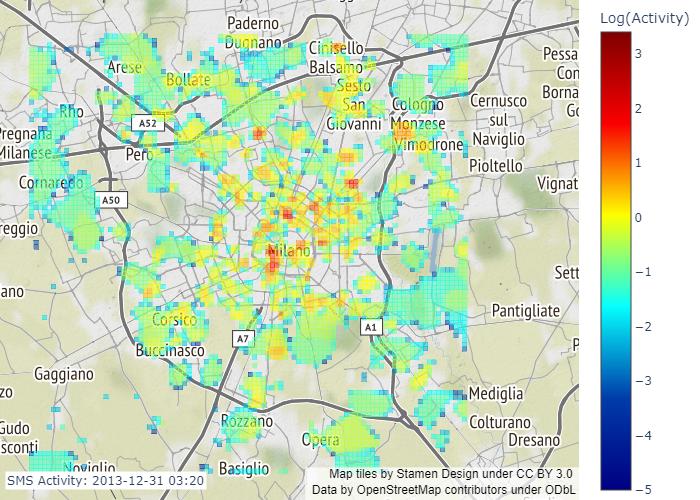 Log(Activity)
Paderno
Dugnano
Cinisello
Balsamo
Arese
Bollate
Sesto
San
Giovanni
Rho
A52
Cologno
Monzese
Cernusco
sul
Naviglio
Pero
Vimodrone
Pioltello
Milanese
Cornaredo
A50
Vignat
reggio
Milano
Sett
ano
Pantigliate
Corsico
A7
A1
Buccinasco
Gaggiano
Mediglia
Rozzano
Colturano
Dresano
Opera
Gudo
sconti
Noviglio
Basiglio
Pessa
Con
Borna
Go
SMS Activity: 2013-12-31 03:20
Map tiles by Stamen Design under CC BY 3.0
Data by OpenStreetMap contributors under ODbL
3
2
1
0
−1
−2
−3
−4
−5